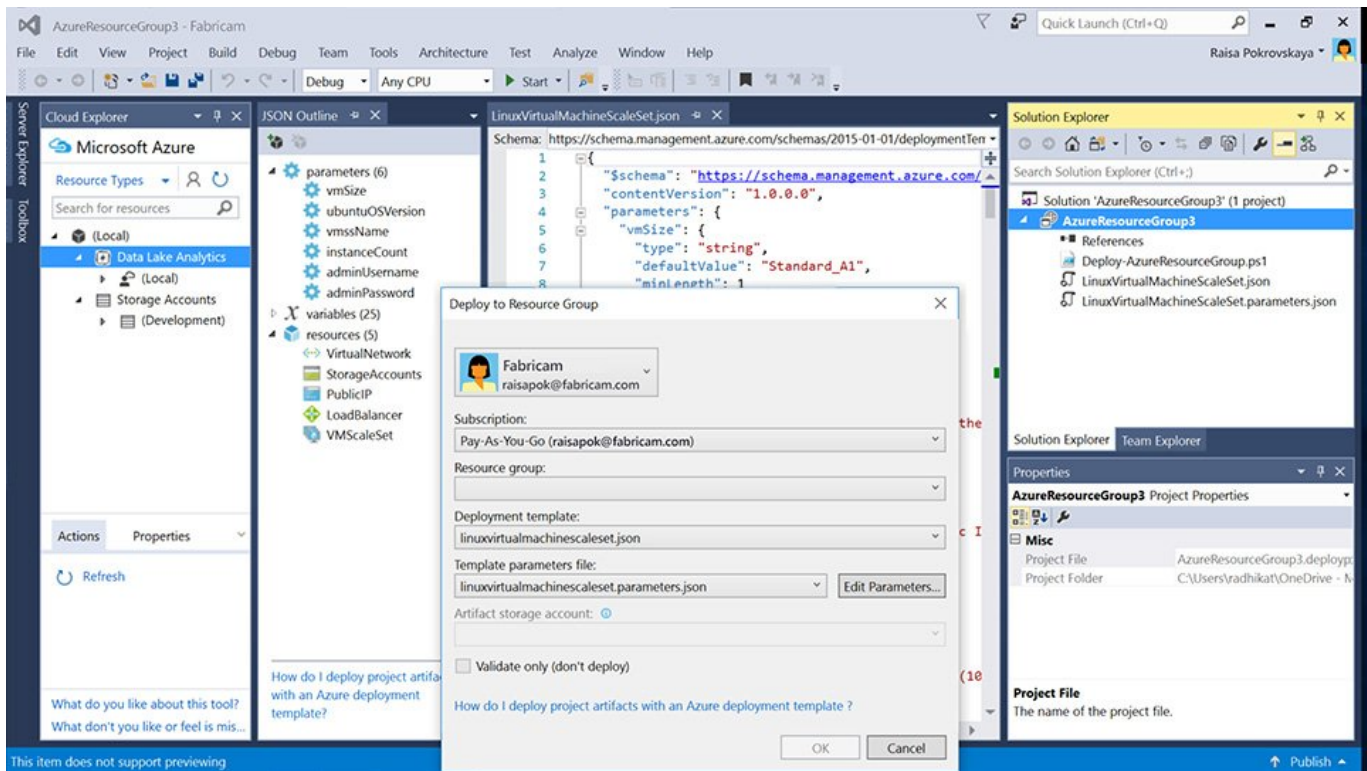 AzureResourceGroup3 - Fabricam
Quick Launch (Ctrl+Q)
File Edit View Project Build Debug Team Tools Architecture Test Analyze Window Help
Raisa Pokrovskaya
Debug Any CPU Start
Server Explorer
Toolbox
Cloud Explorer
Microsoft Azure
Resource Types
Search for resources
(Local)
Data Lake Analytics
(Local)
Storage Accounts
(Development)
Actions Properties
Refresh
What do you like about this tool?
What don't you like or feel is mis...
JSON Outline
parameters (6)
vmSize
ubuntuOSVersion
vmssName
instanceCount
adminUsername
adminPassword
variables (25)
resources (5)
VirtualNetwork
StorageAccounts
PublicIP
LoadBalancer
VMScaleSet
How do I deploy project artifa
with an Azure deployment
template?
LinuxVirtualMachineScaleSet.json
Schema: https://schema.management.azure.com/schemas/2015-01-01/deploymentTem
1 {
2 "$schema": "https://schema.management.azure.com/
3 "contentVersion": "1.0.0.0",
4 "parameters": {
5 "vmSize": {
6 "type": "string",
7 "defaultValue": "Standard_A1",
8 "minLength": 1
the
c I
(10
Deploy to Resource Group
Fabricam
raisapok@fabricam.com
Subscription:
Pay-As-You-Go (raisapok@fabricam.com)
Resource group:
Deployment template:
linuxvirtualmachinescaleset.json
Template parameters file:
linuxvirtualmachinescaleset.parameters.json
Edit Parameters...
Artifact storage account:
Validate only (don't deploy)
How do I deploy project artifacts with an Azure deployment template ?
OK Cancel
Solution Explorer
Search Solution Explorer (Ctrl+;)
Solution 'AzureResourceGroup3' (1 project)
AzureResourceGroup3
References
Deploy-AzureResourceGroup.ps1
LinuxVirtualMachineScaleSet.json
LinuxVirtualMachineScaleSet.parameters.json
Solution Explorer Team Explorer
Properties
AzureResourceGroup3 Project Properties
Misc
Project File AzureResourceGroup3.deployp
Project Folder C:\Users\radhikat\OneDrive - M
Project File
The name of the project file.
This item does not support previewing
Publish